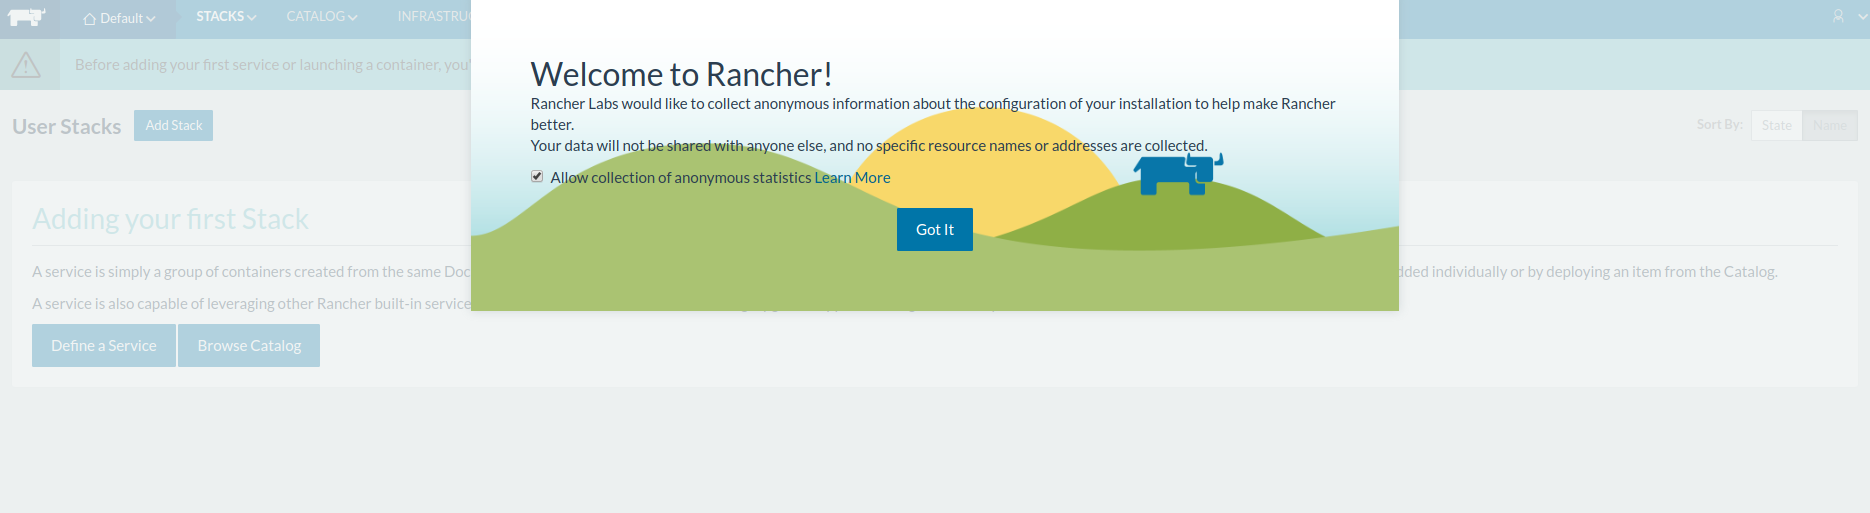 Default STACKS CATALOG
Before adding your first service or launching a container,
Welcome to Rancher!
Rancher Labs would like to collect anonymous information about the configuration of your installation to help make Rancher
better.
Your data will not be shared with anyone else, and no specific resource names or addresses are collected.
Allow collection of anonymous statistics Learn More
Got It
User Stacks Add Stack
Sort By: State Name
Adding your first Stack
A service is simply a group of containers created from the same
individually or by deploying an item from the Catalog.
A service is also capable of leveraging other Rancher built-in
Define a Service Browse Catalog